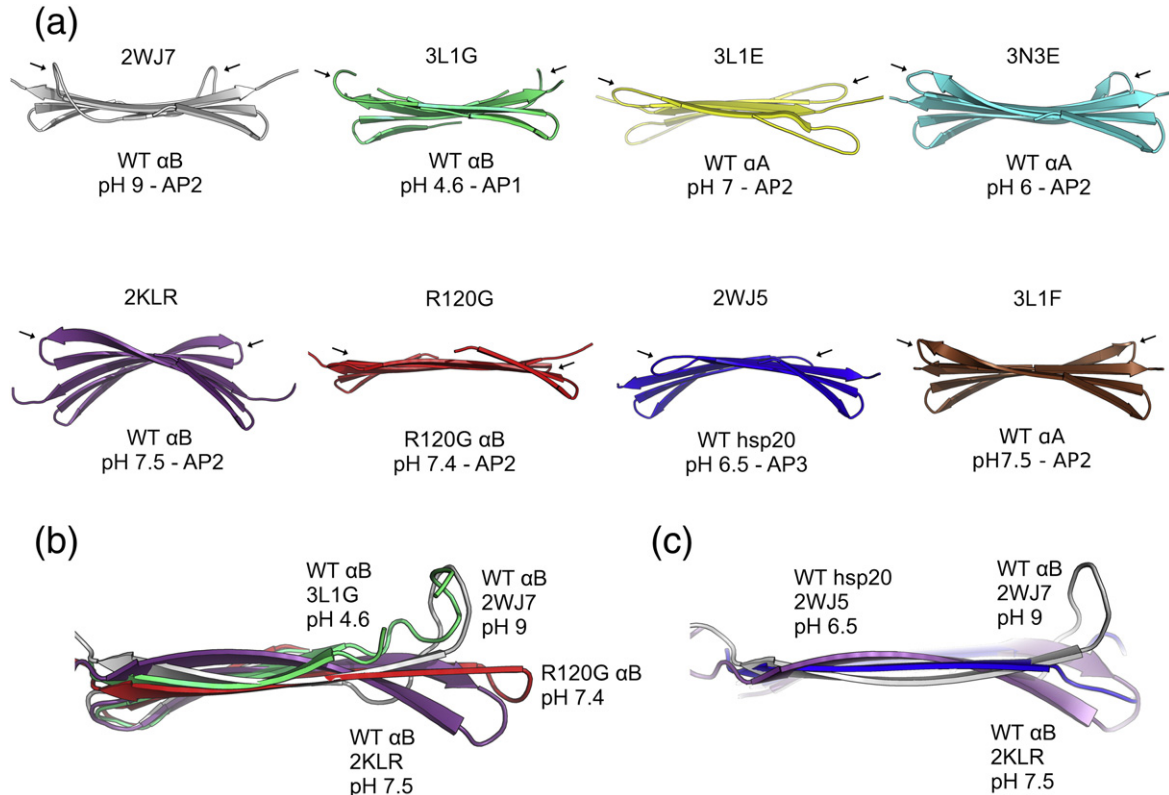 (a)
2WJ7
3L1G
3L1E
3N3E
WT αB
pH 9 - AP2
WT αB
pH 4.6 - AP1
WT αA
pH 7 - AP2
WT αA
pH 6 - AP2
2KLR
R120G
2WJ5
3L1F
WT αB
pH 7.5 - AP2
R120G αB
pH 7.4 - AP2
WT hsp20
pH 6.5 - AP3
WT αA
pH7.5 - AP2
(b)
WT αB
3L1G
pH 4.6
WT αB
2WJ7
pH 9
R120G αB
pH 7.4
WT αB
2KLR
pH 7.5
(c)
WT hsp20
2WJ5
pH 6.5
WT αB
2WJ7
pH 9
WT αB
2KLR
pH 7.5